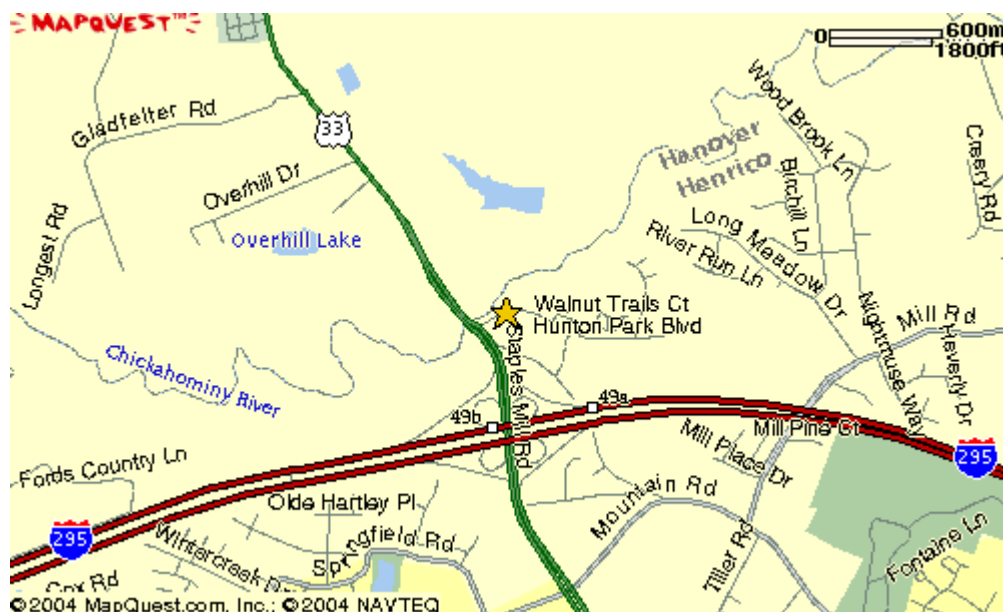 MAPQUEST™
0 600m
1800ft
Wood Brook Ln
Gladfelter Rd
33
Hanover
Henrico
Creery Rd
Overhill Dr
Birchill Ln
Longest Rd
Overhill Lake
Long Meadow Dr
River Run Ln
Walnut Trails Ct
Hunton Park Blvd
Staples Mill Rd
Nightmuse Way
Mill Rd
Heverly Dr
Chickahominy River
49a
49b
Mill Pine Ct
Mill Place Dr
295
Fords Country Ln
Olde Hartley Pl
Mountain Rd
295
Wintercreek Dr
Springfield Rd
Tiller Rd
Fontaine Ln
Cox Rd
©2004 MapQuest.com, Inc.; ©2004 NAVTEQ